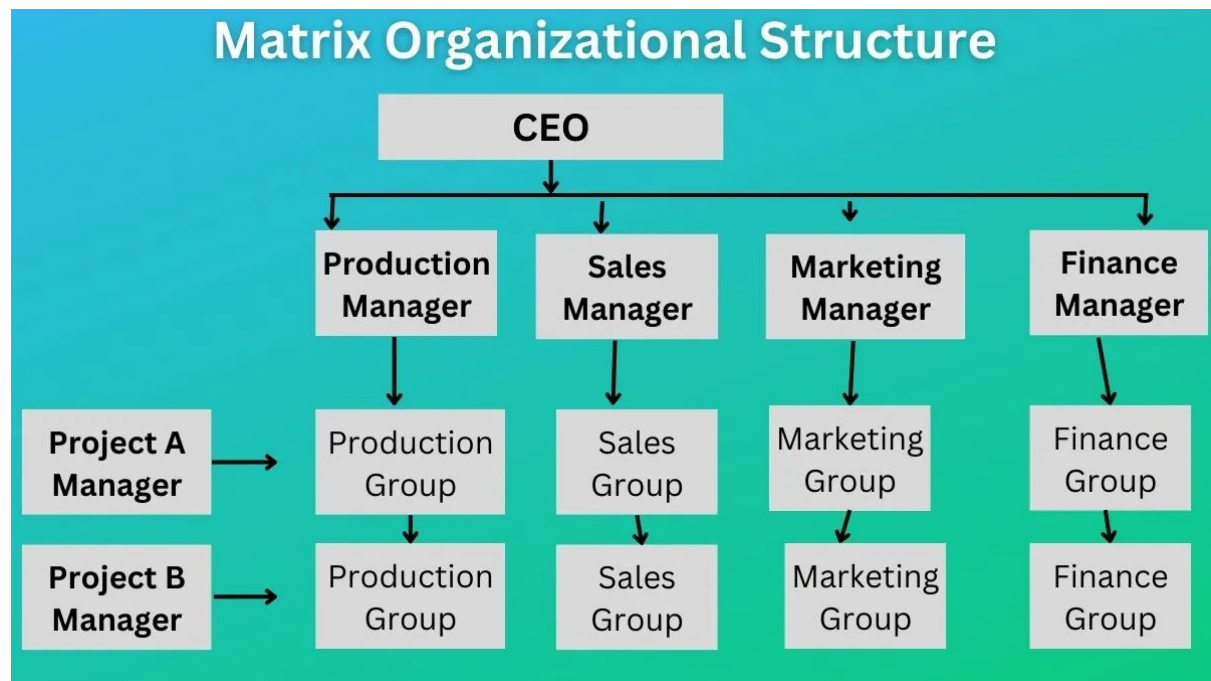 Matrix Organizational Structure
CEO
Production
Manager
Sales
Manager
Marketing
Manager
Finance
Manager
Project A
Manager
Production
Group
Sales
Group
Marketing
Group
Finance
Group
Project B
Manager
Production
Group
Sales
Group
Marketing
Group
Finance
Group